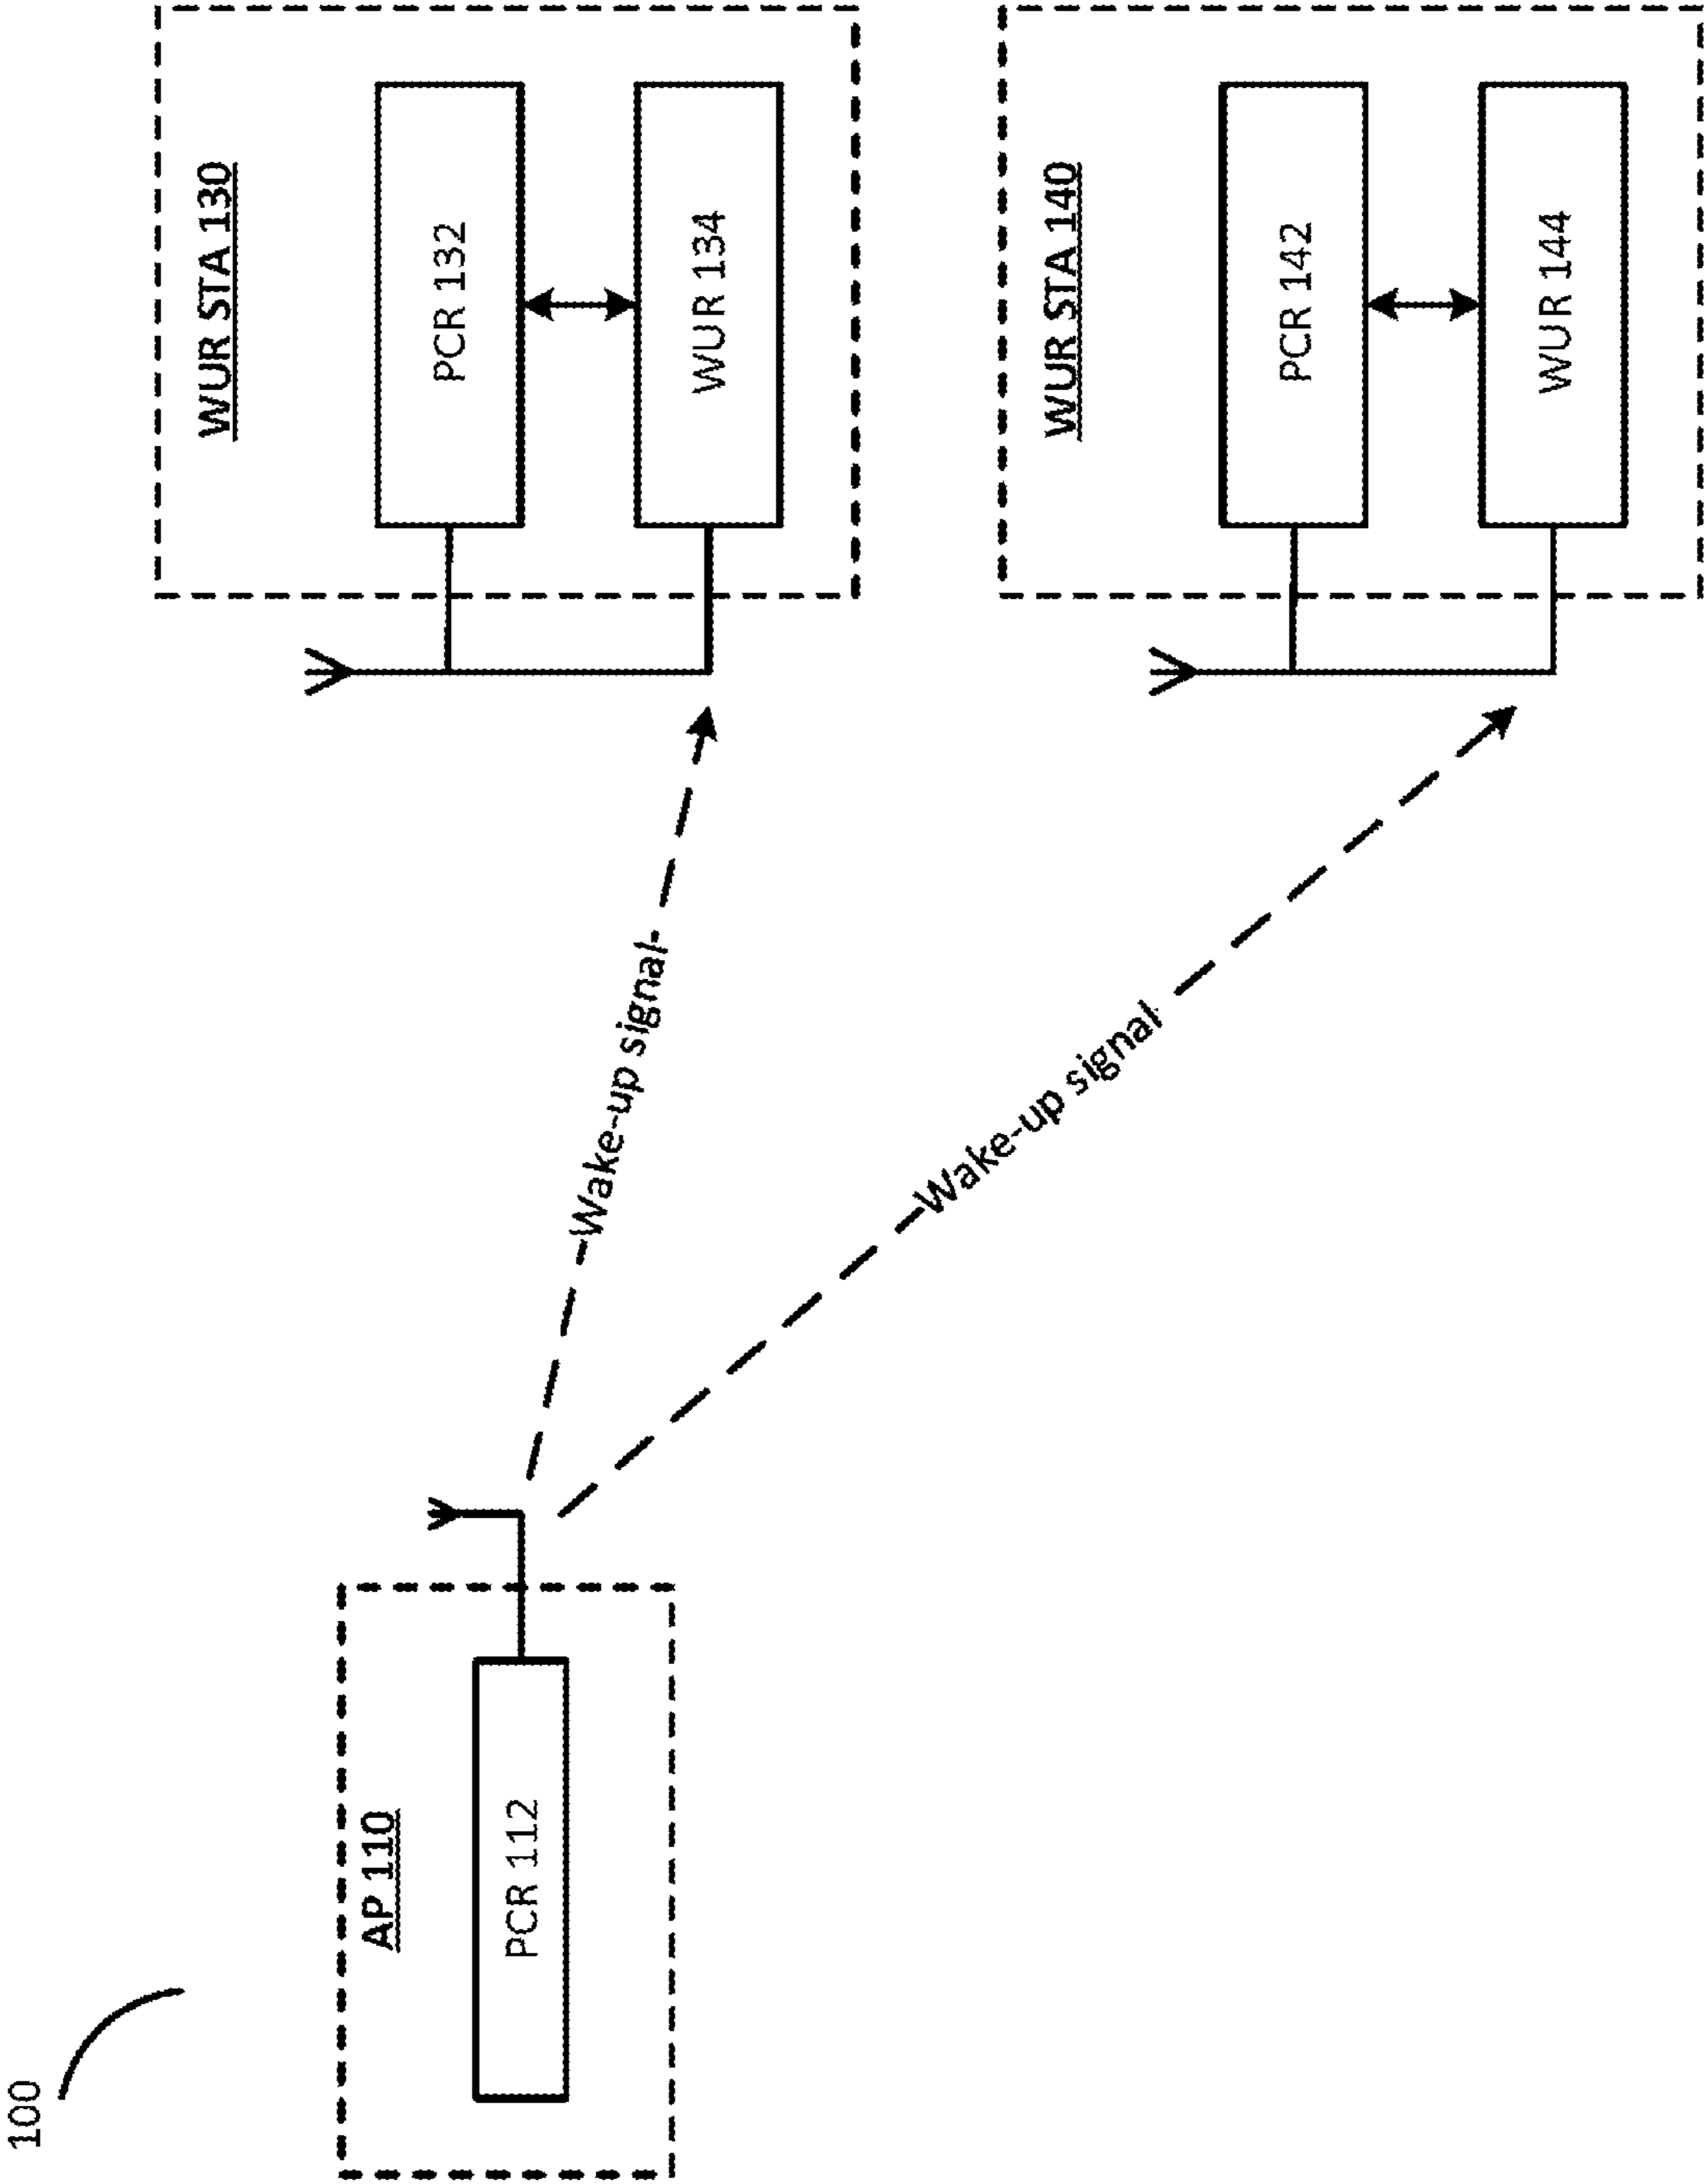 100
AP 110
PCR 112
Wake-up signal
Wake-up signal
WUR STA 130
PCR 132
WUR 134
WUR STA 140
PCR 142
WUR 144